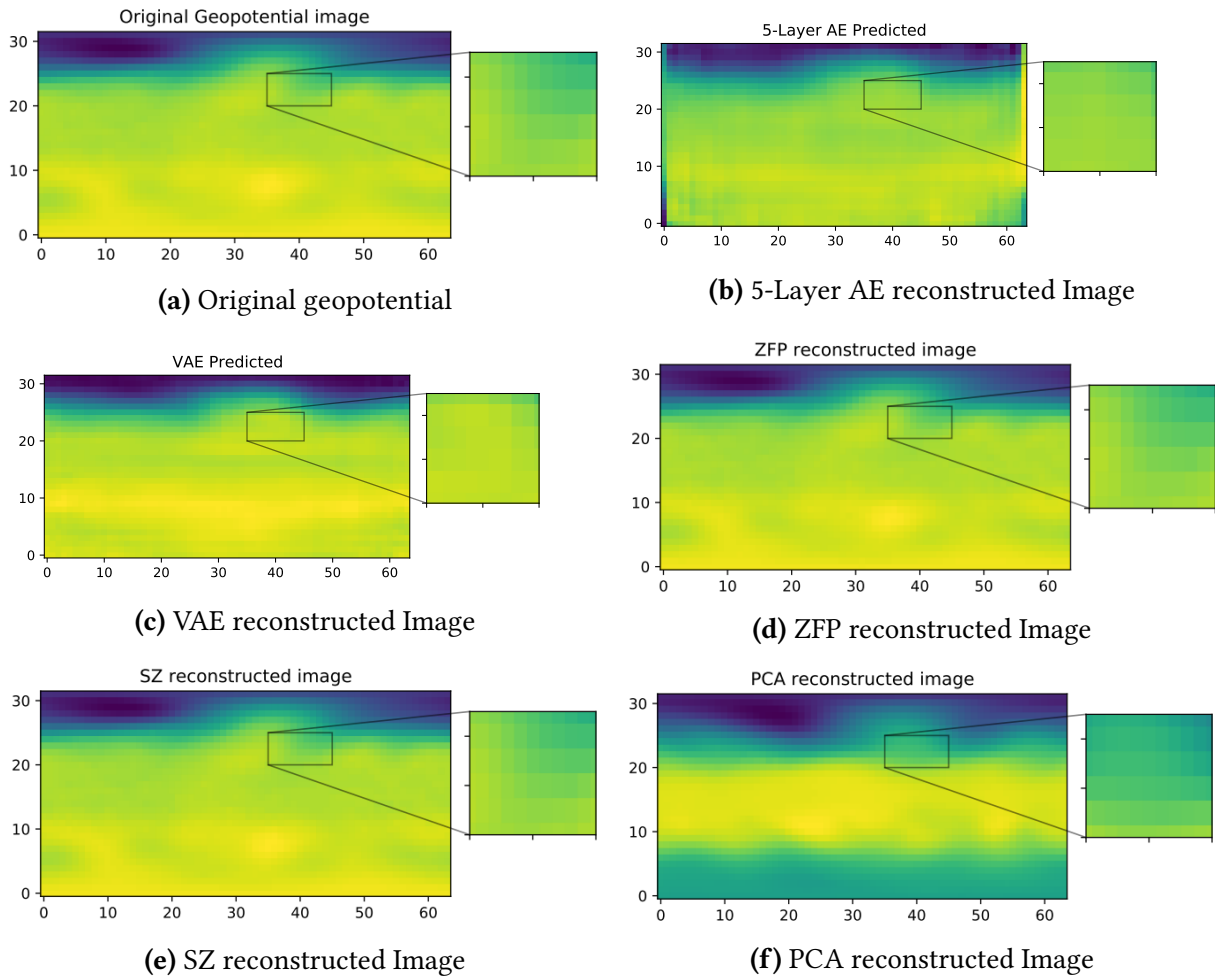 Original Geopotential image
30
20
10
0
0 10 20 30 40 50 60
(a) Original geopotential
5-Layer AE Predicted
30
20
10
0
0 10 20 30 40 50 60
(b) 5-Layer AE reconstructed Image
VAE Predicted
30
20
10
0
0 10 20 30 40 50 60
(c) VAE reconstructed Image
ZFP reconstructed image
30
20
10
0
0 10 20 30 40 50 60
(d) ZFP reconstructed Image
SZ reconstructed image
30
20
10
0
0 10 20 30 40 50 60
(e) SZ reconstructed Image
PCA reconstructed image
30
20
10
0
0 10 20 30 40 50 60
(f) PCA reconstructed Image